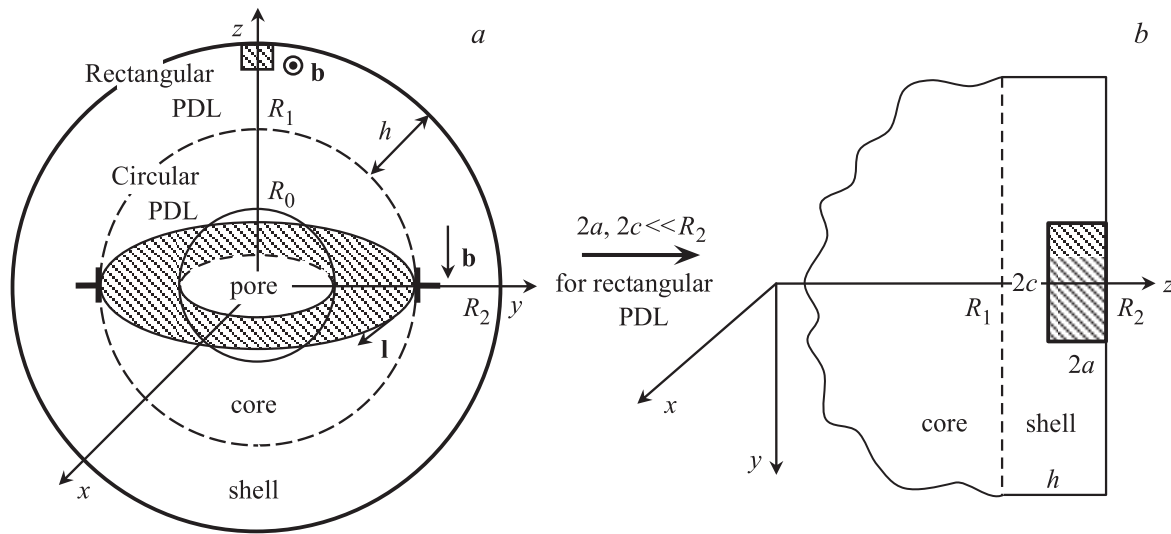 a
z
Rectangular
PDL
b
R1
h
Circular
PDL
R0
b
pore
R2
y
l
core
x
shell
2a, 2c<<R2
for rectangular
PDL
b
R1
2c
R2
z
2a
x
core
shell
y
h